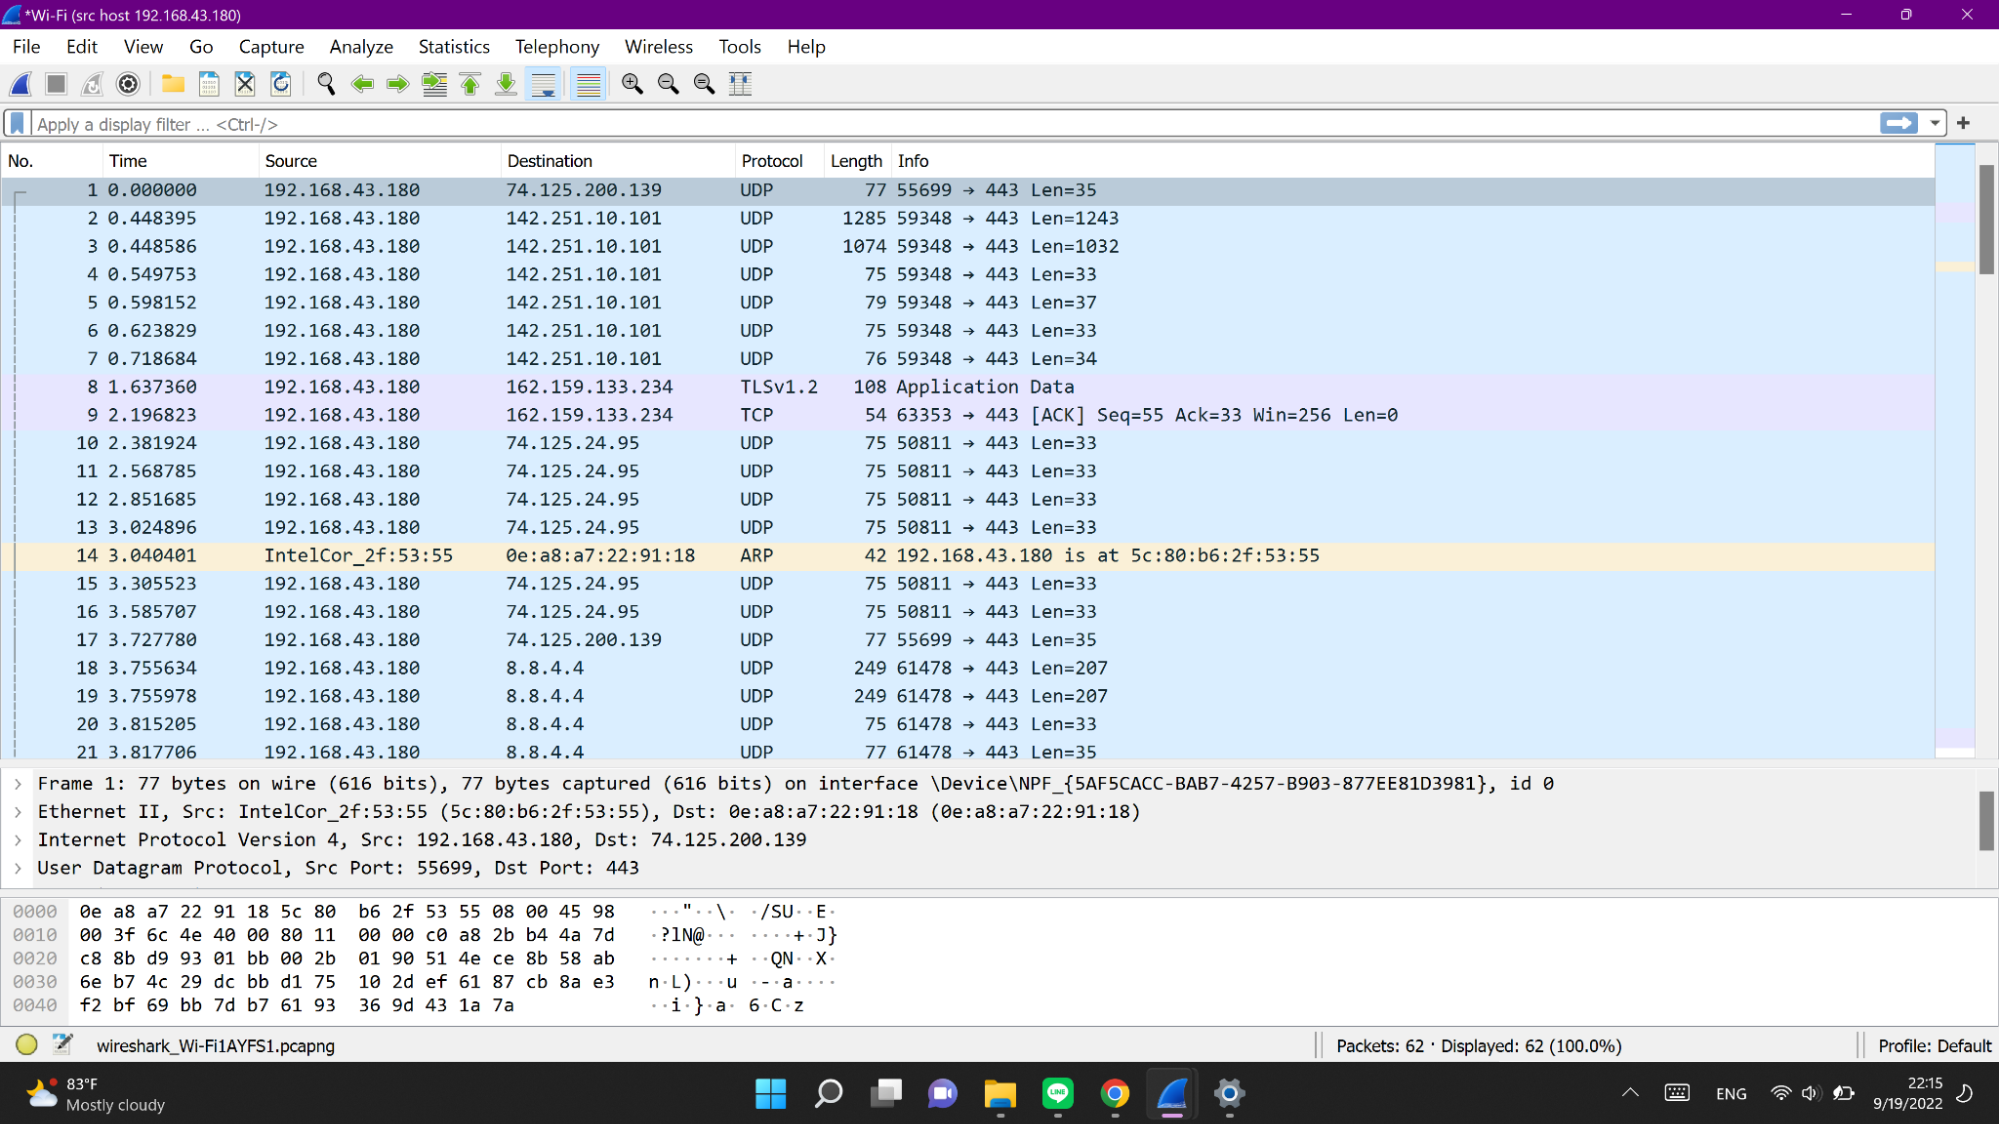 *Wi-Fi (src host 192.168.43.180)
File Edit View Go Capture Analyze Statistics Telephony Wireless Tools Help
Apply a display filter ... <Ctrl-/>
No. Time Source Destination Protocol Length Info
1 0.000000 192.168.43.180 74.125.200.139 UDP 77 55699 → 443 Len=35
2 0.448395 192.168.43.180 142.251.10.101 UDP 1285 59348 → 443 Len=1243
3 0.448586 192.168.43.180 142.251.10.101 UDP 1074 59348 → 443 Len=1032
4 0.549753 192.168.43.180 142.251.10.101 UDP 75 59348 → 443 Len=33
5 0.598152 192.168.43.180 142.251.10.101 UDP 79 59348 → 443 Len=37
6 0.623829 192.168.43.180 142.251.10.101 UDP 75 59348 → 443 Len=33
7 0.718684 192.168.43.180 142.251.10.101 UDP 76 59348 → 443 Len=34
8 1.637360 192.168.43.180 162.159.133.234 TLSv1.2 108 Application Data
9 2.196823 192.168.43.180 162.159.133.234 TCP 54 63353 → 443 [ACK] Seq=55 Ack=33 Win=256 Len=0
10 2.381924 192.168.43.180 74.125.24.95 UDP 75 50811 → 443 Len=33
11 2.568785 192.168.43.180 74.125.24.95 UDP 75 50811 → 443 Len=33
12 2.851685 192.168.43.180 74.125.24.95 UDP 75 50811 → 443 Len=33
13 3.024896 192.168.43.180 74.125.24.95 UDP 75 50811 → 443 Len=33
14 3.040401 IntelCor_2f:53:55 0e:a8:a7:22:91:18 ARP 42 192.168.43.180 is at 5c:80:b6:2f:53:55
15 3.305523 192.168.43.180 74.125.24.95 UDP 75 50811 → 443 Len=33
16 3.585707 192.168.43.180 74.125.24.95 UDP 75 50811 → 443 Len=33
17 3.727780 192.168.43.180 74.125.200.139 UDP 77 55699 → 443 Len=35
18 3.755634 192.168.43.180 8.8.4.4 UDP 249 61478 → 443 Len=207
19 3.755978 192.168.43.180 8.8.4.4 UDP 249 61478 → 443 Len=207
20 3.815205 192.168.43.180 8.8.4.4 UDP 75 61478 → 443 Len=33
21 3.817706 192.168.43.180 8.8.4.4 UDP 77 61478 → 443 Len=35
Frame 1: 77 bytes on wire (616 bits), 77 bytes captured (616 bits) on interface \Device\NPF_{5AF5CACC-BAB7-4257-B903-877EE81D3981}, id 0
Ethernet II, Src: IntelCor_2f:53:55 (5c:80:b6:2f:53:55), Dst: 0e:a8:a7:22:91:18 (0e:a8:a7:22:91:18)
Internet Protocol Version 4, Src: 192.168.43.180, Dst: 74.125.200.139
User Datagram Protocol, Src Port: 55699, Dst Port: 443
0000 0e a8 a7 22 91 18 5c 80 b6 2f 53 55 08 00 45 98 ···"··\· ·/SU··E·
0010 00 3f 6c 4e 40 00 80 11 00 00 c0 a8 2b b4 4a 7d ·?lN@··· ····+·J}
0020 c8 8b d9 93 01 bb 00 2b 01 90 51 4e ce 8b 58 ab ·······+ ··QN··X·
0030 6e b7 4c 29 dc bb d1 75 10 2d ef 61 87 cb 8a e3 n·L)···u ·-·a····
0040 f2 bf 69 bb 7d b7 61 93 36 9d 43 1a 7a ··i·}·a· 6·C·z
wireshark_Wi-Fi1AYFS1.pcapng Packets: 62 · Displayed: 62 (100.0%) Profile: Default
83°F
Mostly cloudy
LINE
ENG
22:15
9/19/2022